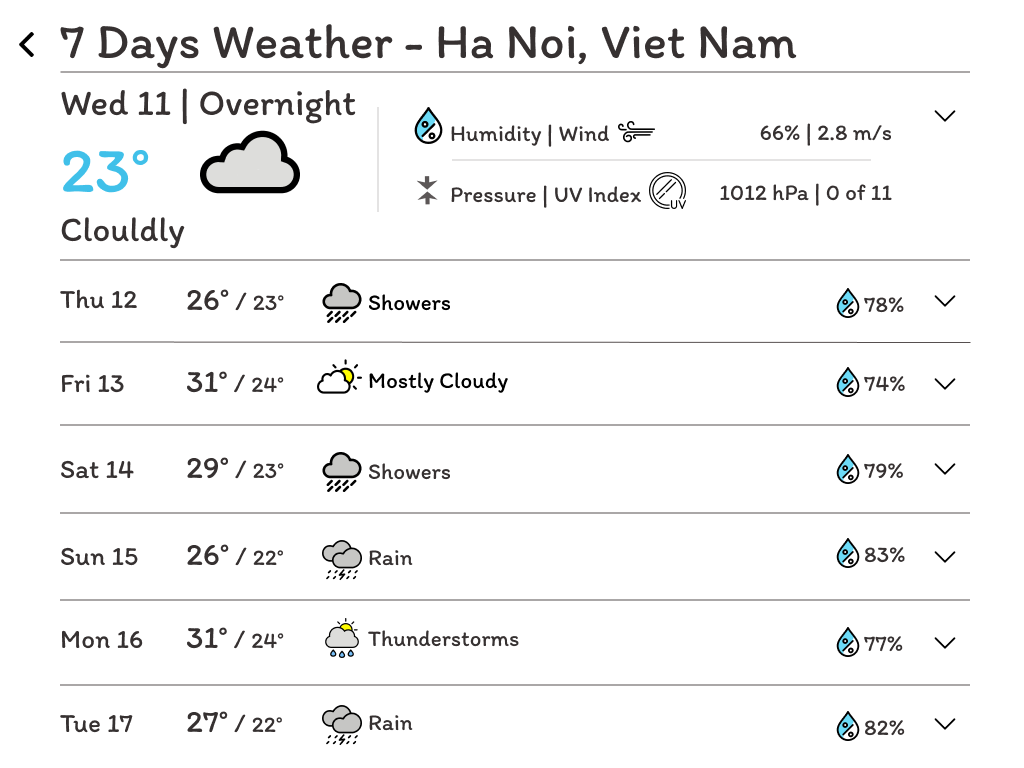 7 Days Weather - Ha Noi, Viet Nam
Wed 11 | Overnight
23°
Clouldly
Humidity | Wind 66% | 2.8 m/s
Pressure | UV Index UV 1012 hPa | 0 of 11
Thu 12 26° / 23° Showers 78%
Fri 13 31° / 24° Mostly Cloudy 74%
Sat 14 29° / 23° Showers 79%
Sun 15 26° / 22° Rain 83%
Mon 16 31° / 24° Thunderstorms 77%
Tue 17 27° / 22° Rain 82%